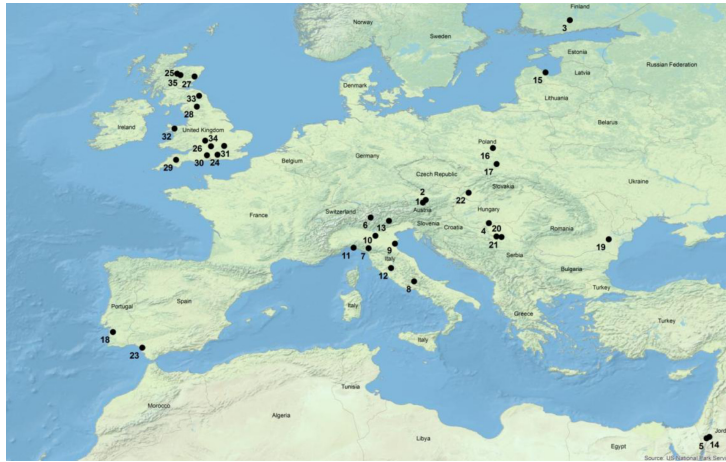 Finland
Norway
3
Sweden
Estonia
Russian Federation
25
35
27
15
Latvia
33
Denmark
Lithuania
28
Ireland
32
United Kingdom
34
Belarus
26
31
Poland
16
29
30
24
Belgium
Germany
17
Czech Republic
Ukraine
Slovakia
2
1
Austria
22
France
Switzerland
6
Hungary
13
Slovenia
4
20
Croatia
Romania
10
21
19
11
7
9
Serbia
Italy
12
Bulgaria
8
Portugal
Spain
Italy
Turkey
Greece
Turkey
18
Italy
23
Tunisia
Morocco
Algeria
Jord
5
14
Libya
Egypt
Source: US National Park Serv